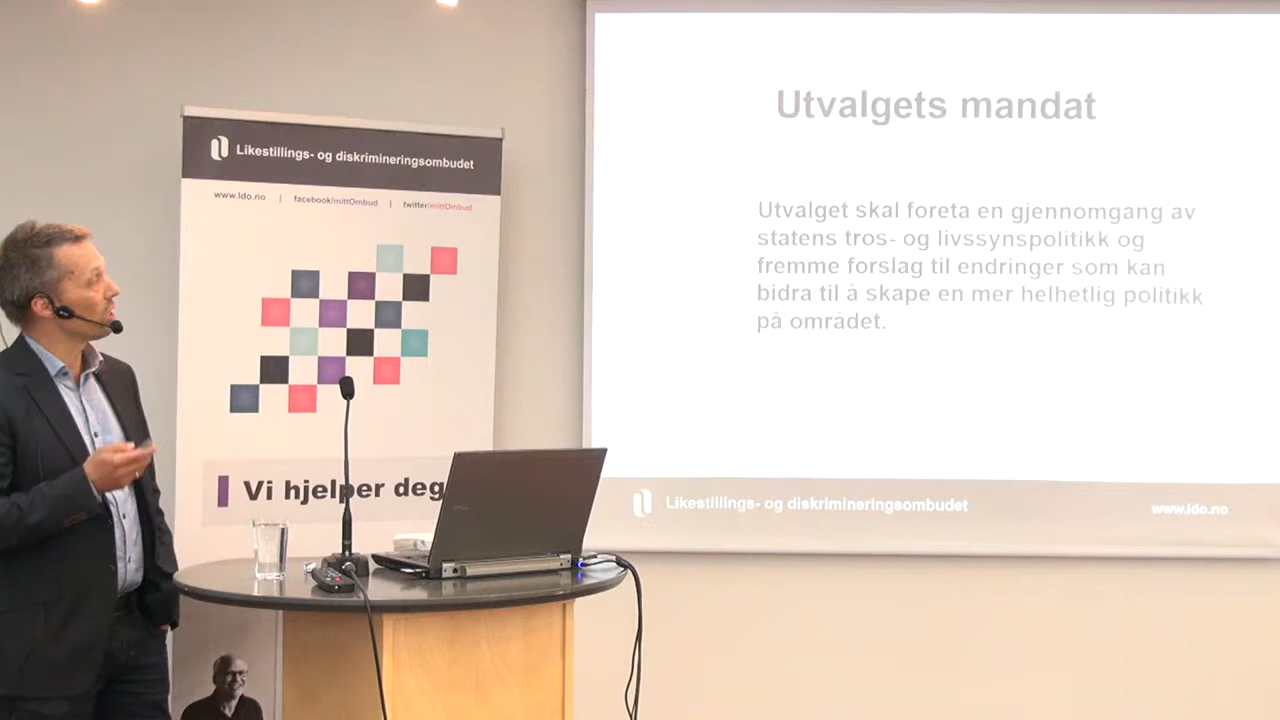 Likestillings- og diskrimineringsombudet
www.ldo.no | facebook/mittOmbud | twitter/mittOmbud
Vi hjelper deg
Utvalgets mandat
Utvalget skal foreta en gjennomgang av
statens tros- og livssynspolitikk og
fremme forslag til endringer som kan
bidra til å skape en mer helhetlig politikk
på området.
Likestillings- og diskrimineringsombudet
www.ldo.no